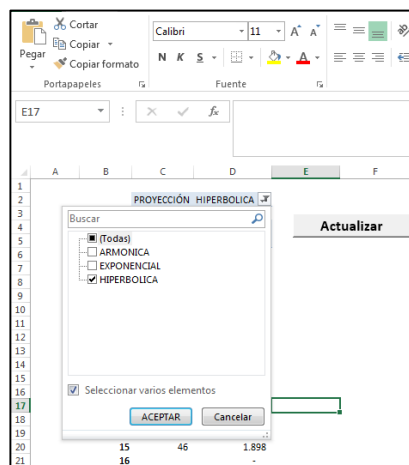 Pegar
Cortar
Copiar
Copiar formato
Portapapeles
Calibri
11
A A
N K S
A
Fuente
E17
fx
A B C D E F
1
2 PROYECCIÓN HIPERBOLICA
3 Buscar
4 (Todas) Actualizar
5 ARMONICA
6 EXPONENCIAL
7 HIPERBOLICA
8
9
10
11
12
13
14
15
16 Seleccionar varios elementos
17
18 ACEPTAR Cancelar
19
20 15 46 1.898
21 16 -